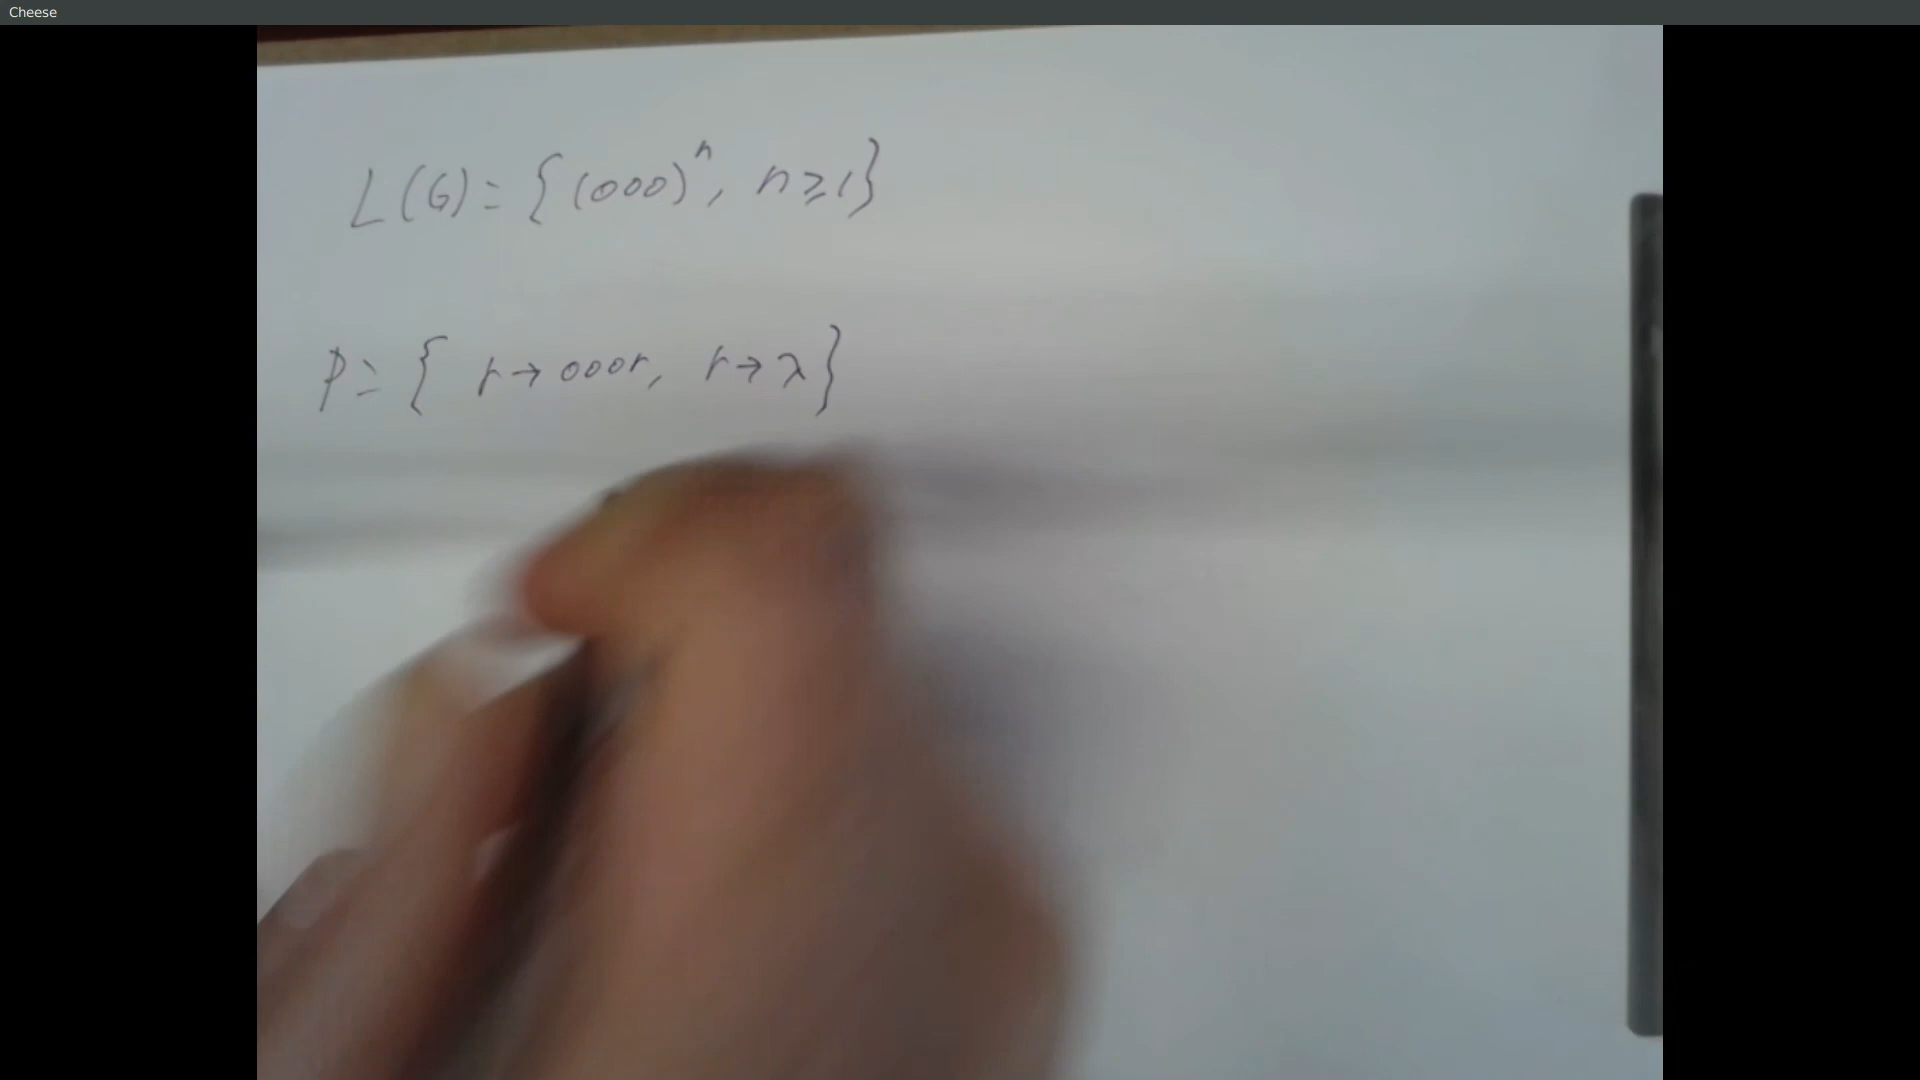 Cheese
L(G)= {(000)ⁿ, n≥1}
P= { r→000r, r→λ}